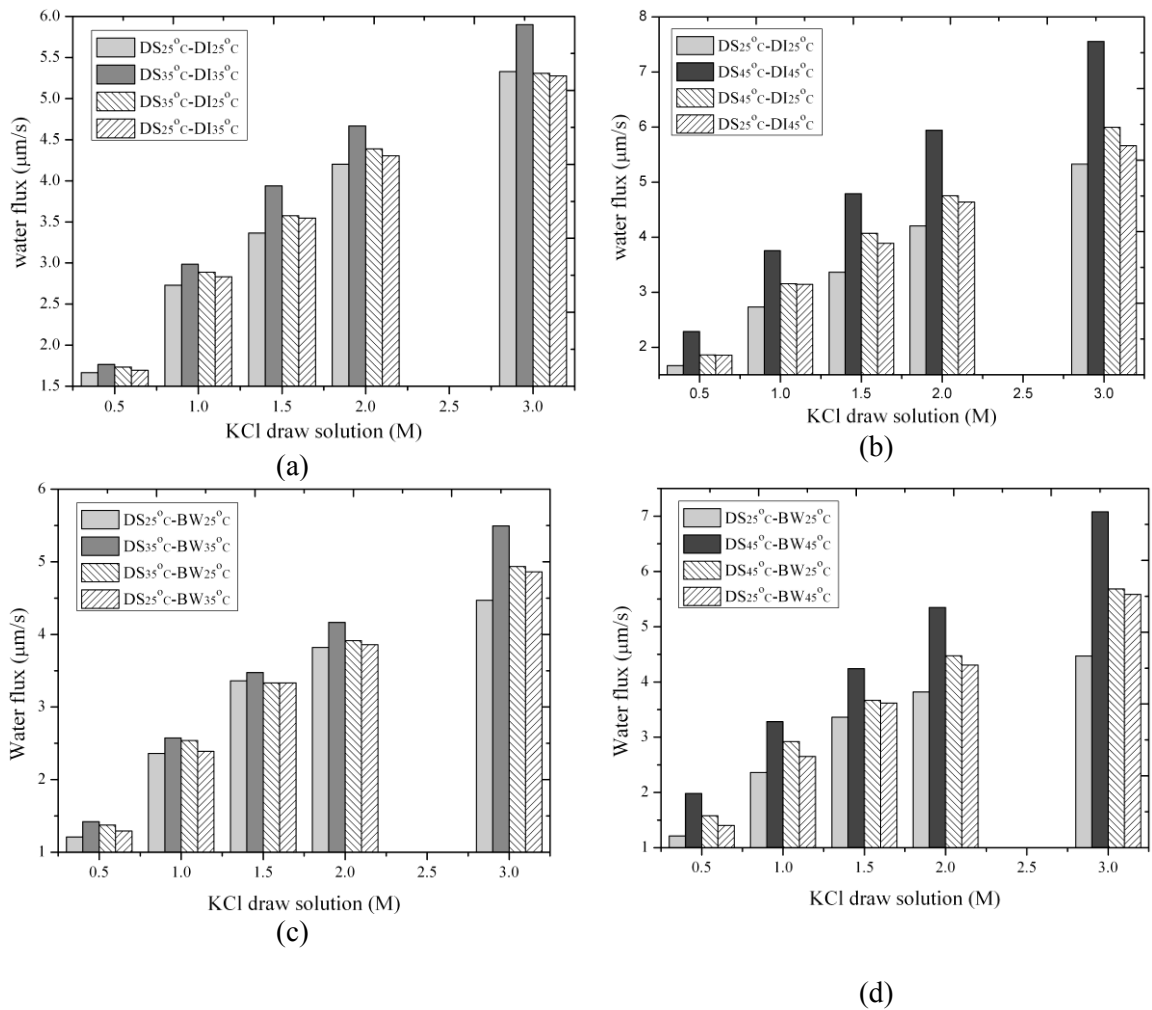 6.0
5.5
5.0
4.5
4.0
3.5
3.0
2.5
2.0
1.5
water flux (μm/s)
DS25°C-DI25°C
DS35°C-DI35°C
DS35°C-DI25°C
DS25°C-DI35°C
0.5 1.0 1.5 2.0 2.5 3.0
KCl draw solution (M)
(a)
8
7
6
5
4
3
2
water flux (μm/s)
DS25°C-DI25°C
DS45°C-DI45°C
DS45°C-DI25°C
DS25°C-DI45°C
0.5 1.0 1.5 2.0 2.5 3.0
KCl draw solution (M)
(b)
6
5
4
3
2
1
Water flux (μm/s)
DS25°C-BW25°C
DS35°C-BW35°C
DS35°C-BW25°C
DS25°C-BW35°C
0.5 1.0 1.5 2.0 2.5 3.0
KCl draw solution (M)
(c)
7
6
5
4
3
2
1
Water flux (μm/s)
DS25°C-BW25°C
DS45°C-BW45°C
DS45°C-BW25°C
DS25°C-BW45°C
0.5 1.0 1.5 2.0 2.5 3.0
KCl draw solution (M)
(d)